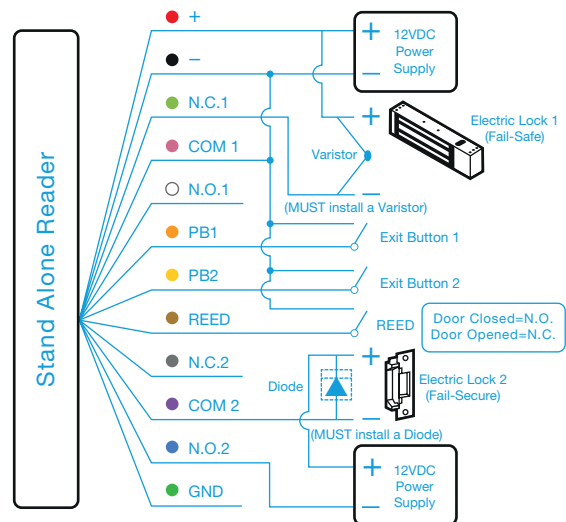 Stand Alone Reader
+
−
N.C.1
COM 1
N.O.1
PB1
PB2
REED
N.C.2
COM 2
N.O.2
GND
+
12VDC
Power
Supply
−
+
Electric Lock 1
(Fail-Safe)
Varistor
−
(MUST install a Varistor)
Exit Button 1
Exit Button 2
REED
Door Closed=N.O.
Door Opened=N.C.
+
Diode
Electric Lock 2
(Fail-Secure)
−
(MUST install a Diode)
+
12VDC
Power
Supply
−